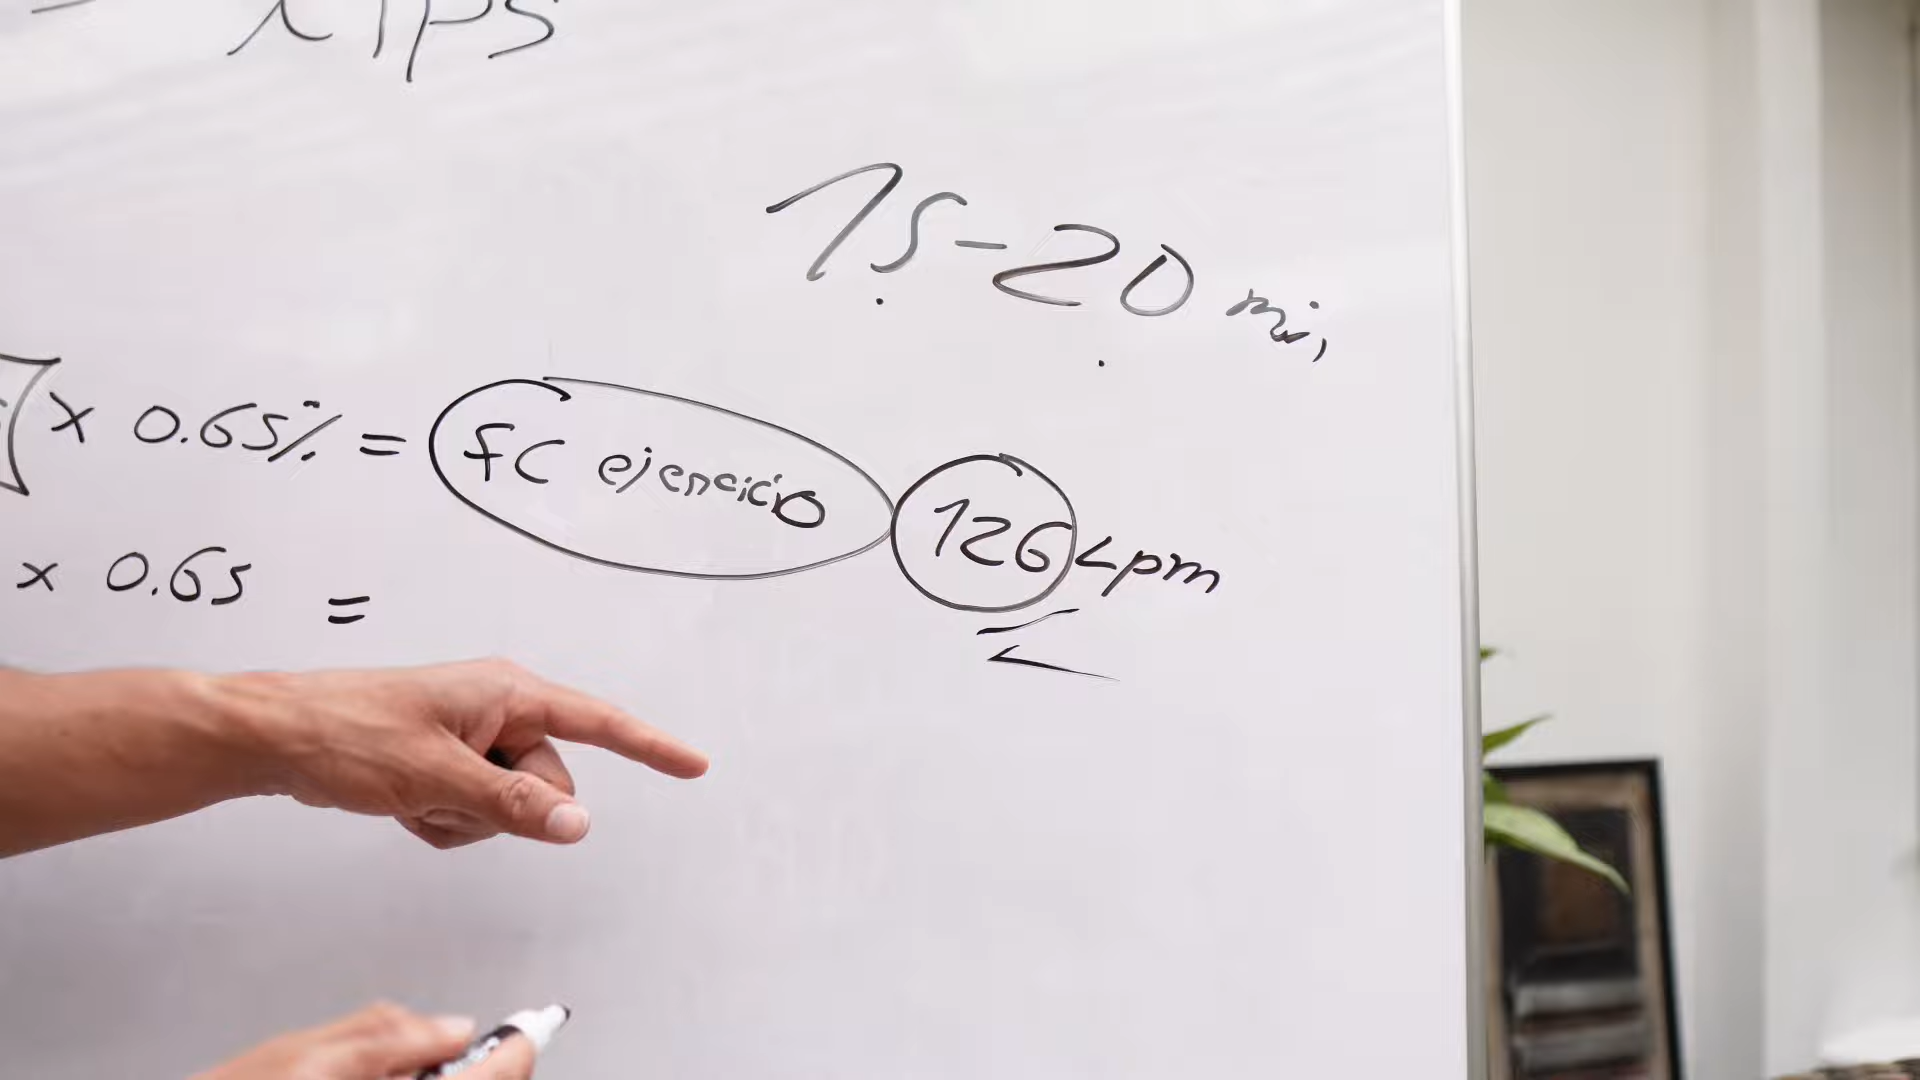 15-20 min
x 0.65% = FC ejercicio 126 Lpm
x 0.65 =